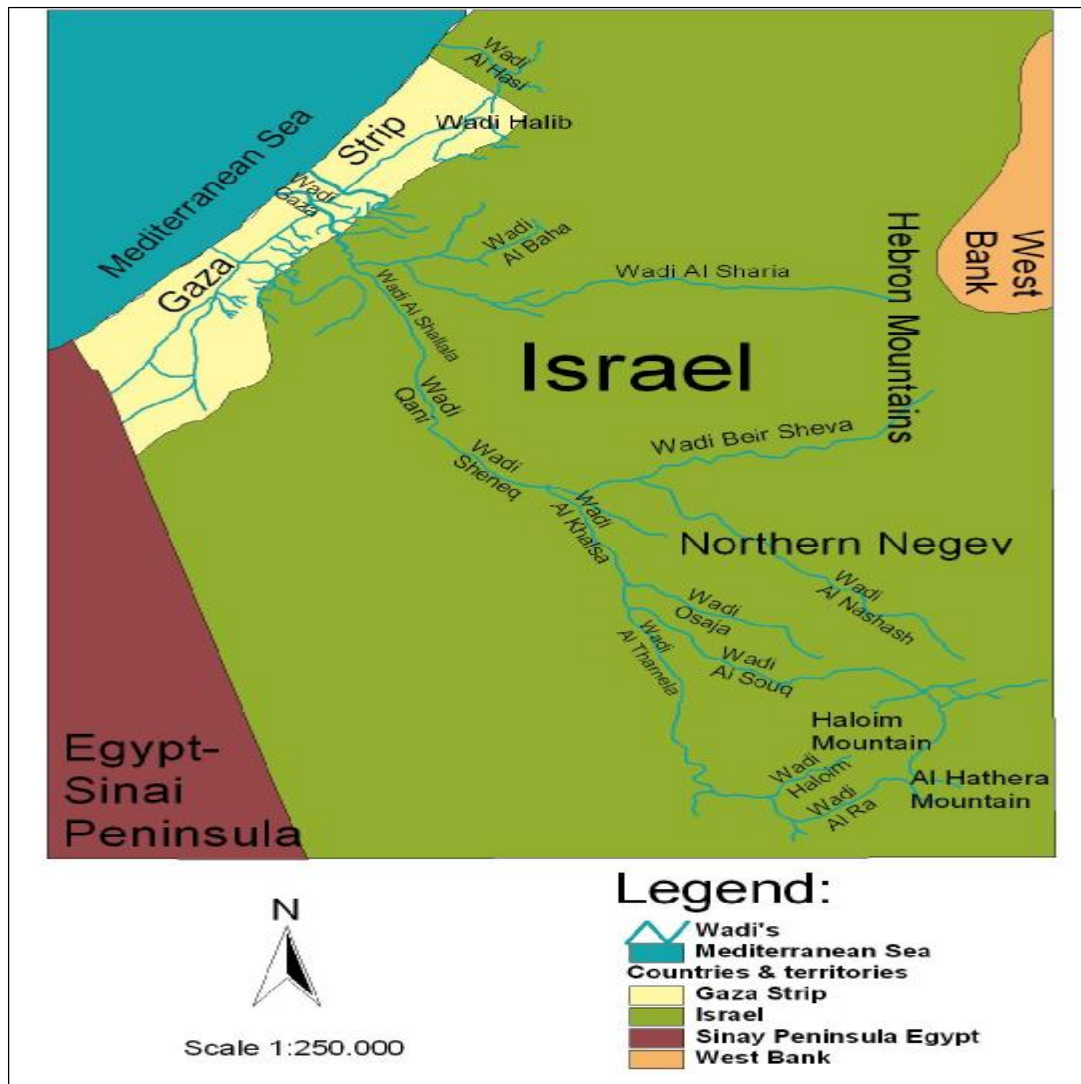 Wadi
Al Hasi
Wadi Halib
Strip
Mediterranean Sea
Wadi
Gaza
Gaza
Wadi
Al Baha
Wadi Al Sharia
Hebron Mountains
West
Bank
Wadi Al Shallala
Israel
Wadi
Qani
Wadi Beir Sheva
Wadi
Sheneq
Wadi
Al Khalsa
Northern Negev
Wadi
Al Nashash
Wadi
Osaja
Wadi
Al Thamela
Wadi
Al Souq
Haloim
Mountain
Wadi
Haloim
Al Hathera
Mountain
Wadi
Al Ra
Egypt-
Sinai
Peninsula
N
Scale 1:250.000
Legend:
Wadi's
Mediterranean Sea
Countries & territories
Gaza Strip
Israel
Sinay Peninsula Egypt
West Bank